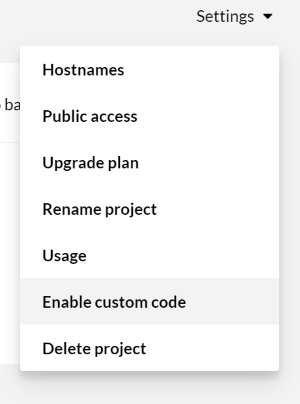 Settings
Hostnames
Public access
Upgrade plan
Rename project
Usage
Enable custom code
Delete project